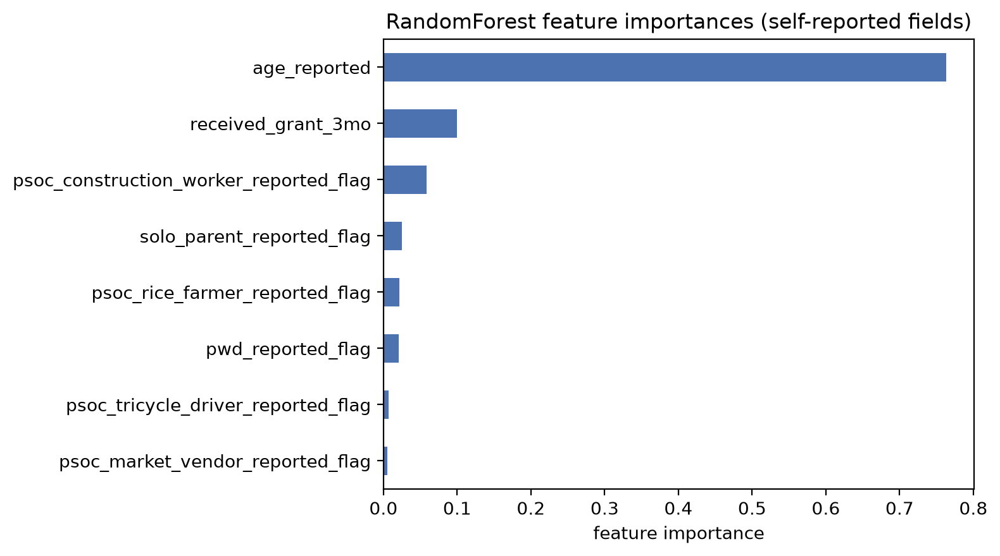 RandomForest feature importances (self-reported fields)
age_reported
received_grant_3mo
psoc_construction_worker_reported_flag
solo_parent_reported_flag
psoc_rice_farmer_reported_flag
pwd_reported_flag
psoc_tricycle_driver_reported_flag
psoc_market_vendor_reported_flag
0.0 0.1 0.2 0.3 0.4 0.5 0.6 0.7 0.8
feature importance